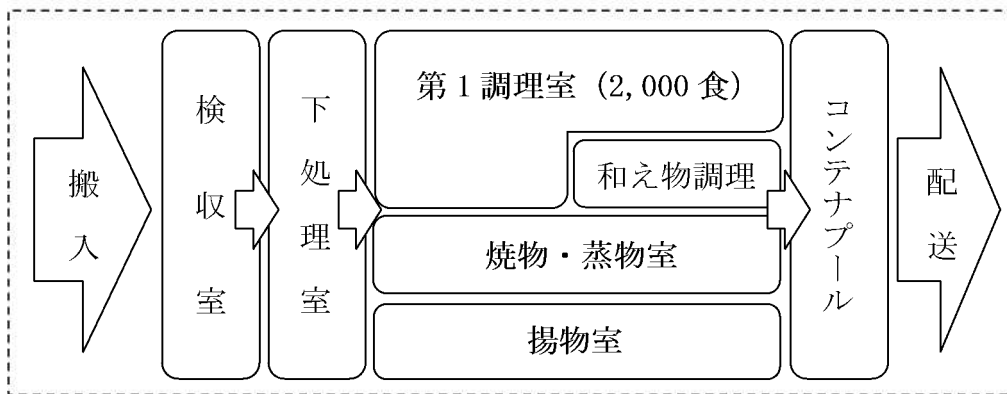 搬入
検収室
下処理室
第1調理室（2,000食）
和え物調理
焼物・蒸物室
揚物室
コンテナプール
配送